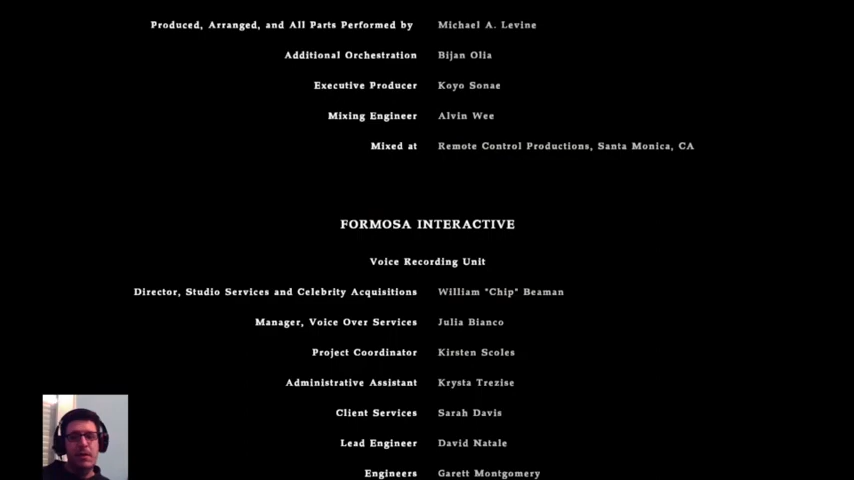 Produced, Arranged, and All Parts Performed by Michael A. Levine
Additional Orchestration Bijan Olia
Executive Producer Koyo Sonae
Mixing Engineer Alvin Wee
Mixed at Remote Control Productions, Santa Monica, CA
FORMOSA INTERACTIVE
Voice Recording Unit
Director, Studio Services and Celebrity Acquisitions William "Chip" Beaman
Manager, Voice Over Services Julia Bianco
Project Coordinator Kirsten Scoles
Administrative Assistant Krysta Trezise
Client Services Sarah Davis
Lead Engineer David Natale
Engineers Garett Montgomery